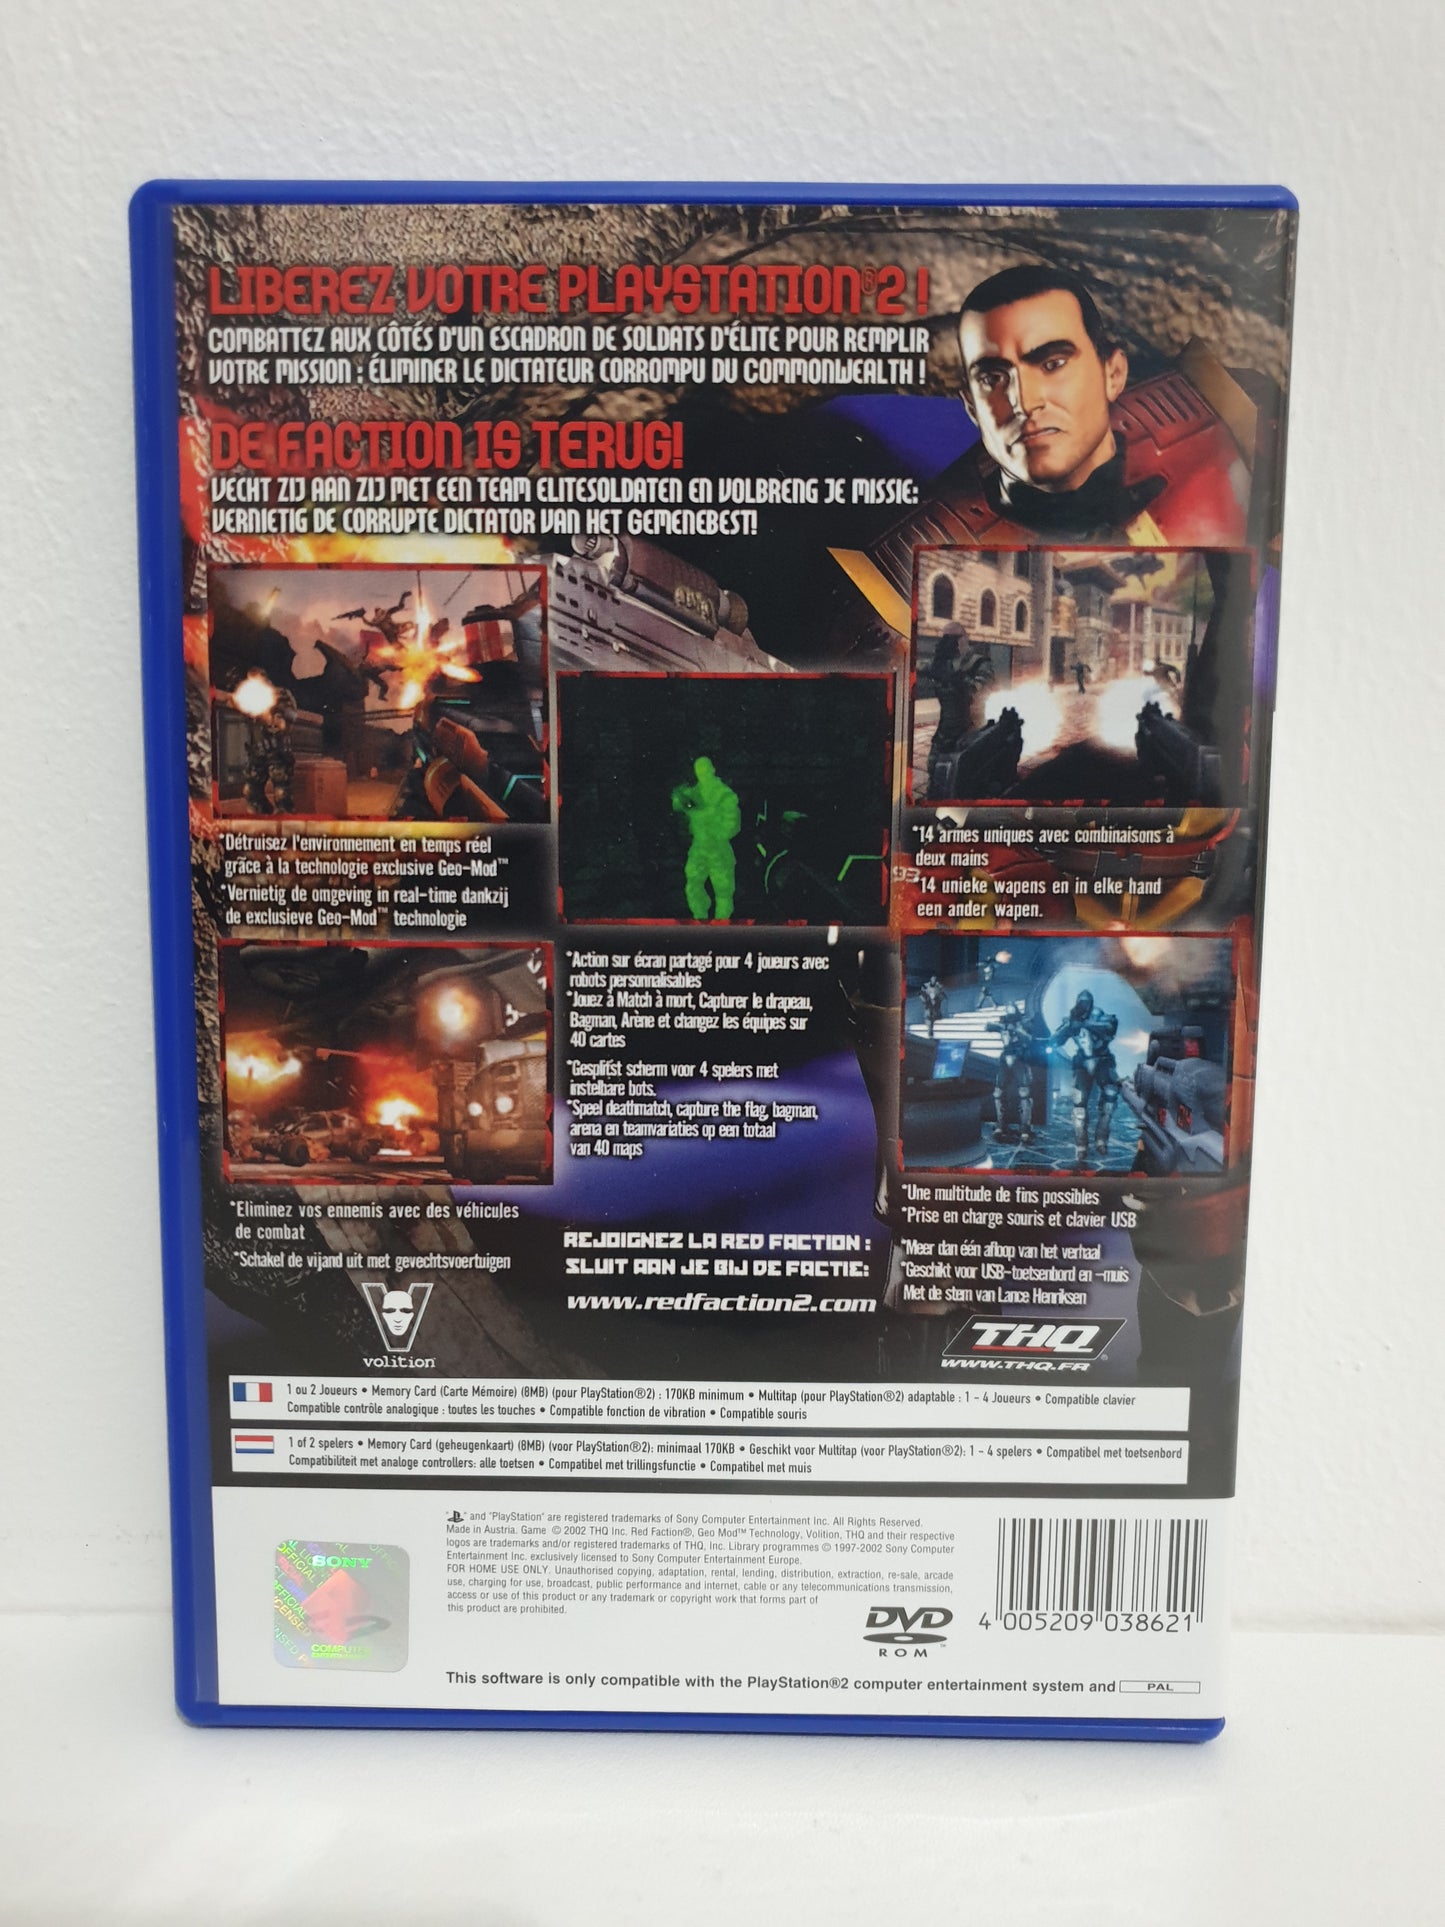 LIBEREZ VOTRE PLAYSTATION®2 !
COMBATTEZ AUX CÔTÉS D'UN ESCADRON DE SOLDATS D'ÉLITE POUR REMPLIR
VOTRE MISSION : ÉLIMINER LE DICTATEUR CORROMPU DU COMMONWEALTH !
DE FACTION IS TERUG!
VECHT ZIJ AAN ZIJ MET EEN TEAM ELITESOLDATEN EN VOLBRENG JE MISSIE:
VERNIETIG DE CORRUPTE DICTATOR VAN HET GEMENEBEST!
*Détruisez l'environnement en temps réel
grâce à la technologie exclusive Geo-Mod™
*Vernietig de omgeving in real-time dankzij
de exclusieve Geo-Mod™ technologie
*14 armes uniques avec combinaisons à
deux mains
93
*14 unieke wapens en in elke hand
een ander wapen.
*Action sur écran partagé pour 4 joueurs avec
robots personnalisables
*Jouez à Match à mort, Capturer le drapeau,
Bagman, Arène et changez les équipes sur
40 cartes
*Gesplitst scherm voor 4 spelers met
instelbare bots.
*Speel deathmatch, capture the flag, bagman,
arena en teamvariaties op een totaal
van 40 maps
*Eliminez vos ennemis avec des véhicules
de combat
*Schakel de vijand uit met gevechtsvoertuigen
*Une multitude de fins possibles
*Prise en charge souris et clavier USB
*Meer dan één afloop van het verhaal
*Geschikt voor USB-toetsenbord en -muis
Met de stem van Lance Henriksen
REJOIGNEZ LA RED FACTION :
SLUIT AAN JE BIJ DE FACTIE:
www.redfaction2.com
volition
THQ
WWW.THQ.FR
1 ou 2 Joueurs • Memory Card (Carte Mémoire) (8MB) (pour PlayStation®2) : 170KB minimum • Multitap (pour PlayStation®2) adaptable : 1 - 4 Joueurs • Compatible clavier
Compatible contrôle analogique : toutes les touches • Compatible fonction de vibration • Compatible souris
1 of 2 spelers • Memory Card (geheugenkaart) (8MB) (voor PlayStation®2): minimaal 170KB • Geschikt voor Multitap (voor PlayStation®2): 1 - 4 spelers • Compatibel met toetsenbord
Compatibiliteit met analoge controllers: alle toetsen • Compatibel met trillingsfunctie • Compatibel met muis
" " and "PlayStation" are registered trademarks of Sony Computer Entertainment Inc. All Rights Reserved.
Made in Austria. Game © 2002 THQ Inc. Red Faction®, Geo Mod™ Technology, Volition, THQ and their respective
logos are trademarks and/or registered trademarks of THQ, Inc. Library programmes © 1997-2002 Sony Computer
Entertainment Inc. exclusively licensed to Sony Computer Entertainment Europe.
FOR HOME USE ONLY. Unauthorised copying, adaptation, rental, lending, distribution, extraction, re-sale, arcade
use, charging for use, broadcast, public performance and internet, cable or any telecommunications transmission,
access or use of this product or any trademark or copyright work that forms part of
this product are prohibited.
SONY
COMPUTER
ENTERTAINMENT
OFFICIAL
LICENSED
DVD
ROM
4 005209 038621
This software is only compatible with the PlayStation®2 computer entertainment system and PAL